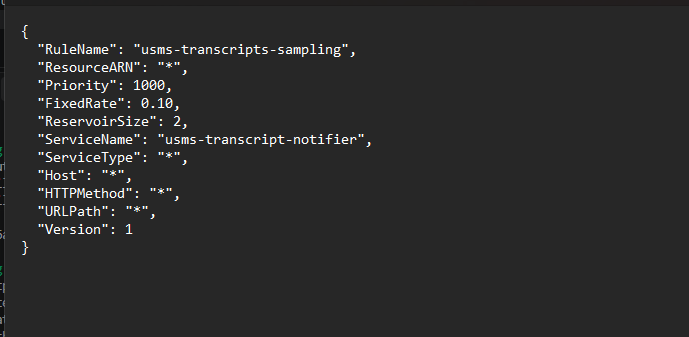 {
  "RuleName": "usms-transcripts-sampling",
  "ResourceARN": "*",
  "Priority": 1000,
  "FixedRate": 0.10,
  "ReservoirSize": 2,
  "ServiceName": "usms-transcript-notifier",
  "ServiceType": "*",
  "Host": "*",
  "HTTPMethod": "*",
  "URLPath": "*",
  "Version": 1
}